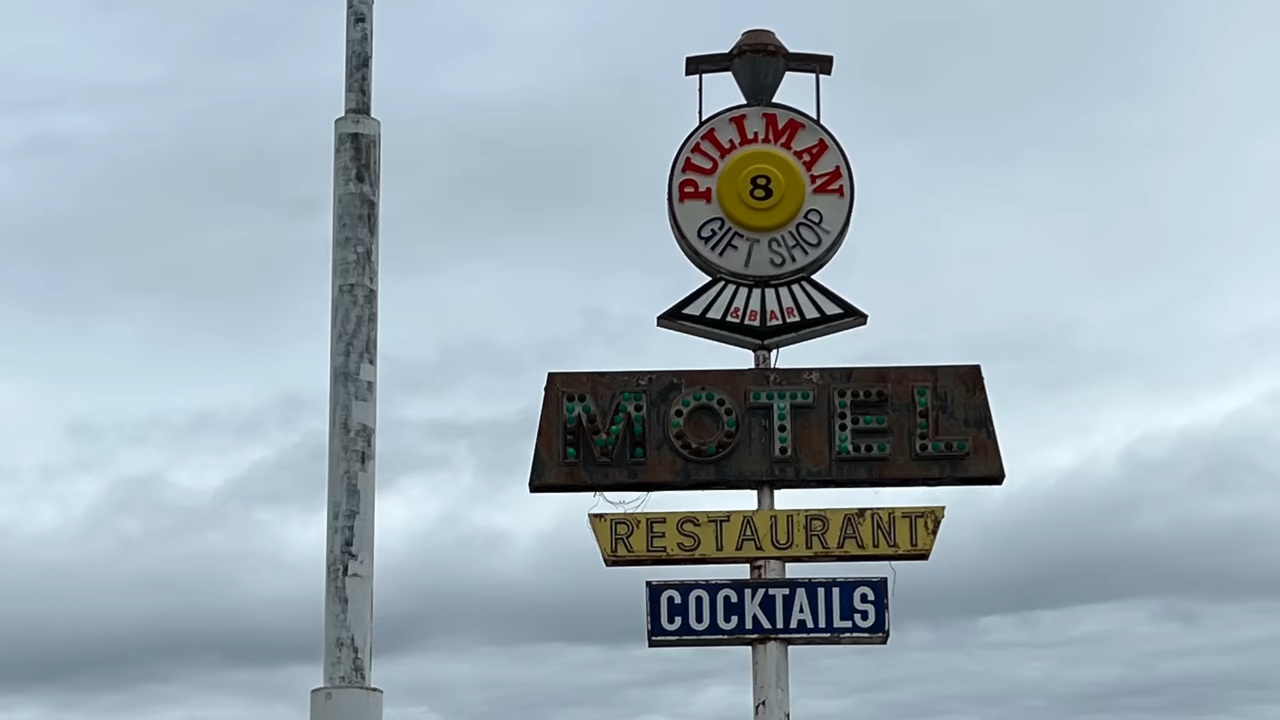 PULLMAN
8
GIFT SHOP
& BAR
MOTEL
RESTAURANT
COCKTAILS